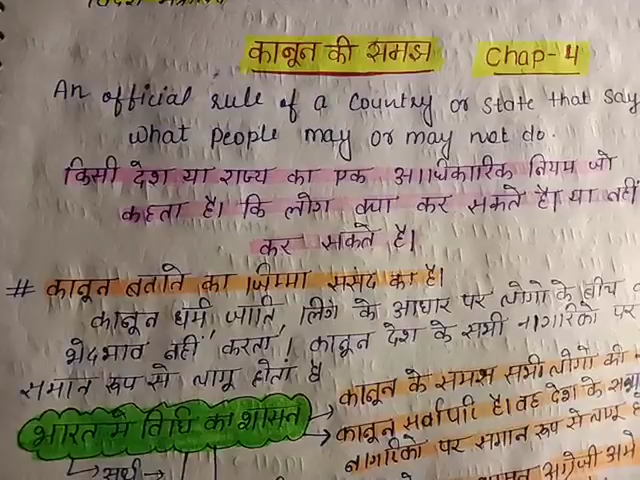 कानून की समझ Chap-4
An official rule of a Country or state that say
what people may or may not do.
किसी देश या राज्य का एक आधिकारिक नियम जो
कहता है। कि लोग क्या कर सकते है। या नहीं
कर सकते है।
# कानून बनाने का जिम्मा संसद का है।
कानून धर्म, जाति, लिंग के आधार पर लोगो के बीच
भेदभाव नहीं करता। कानून देश के सभी नागरिको पर
समान रूप से लागू होता है
भारत मे विधि का शासन
कानून के समक्ष सभी लोगो की
कानून सर्वोपरि है। वह देश के
नागरिको पर समान रूप से लागू
अंग्रेजी